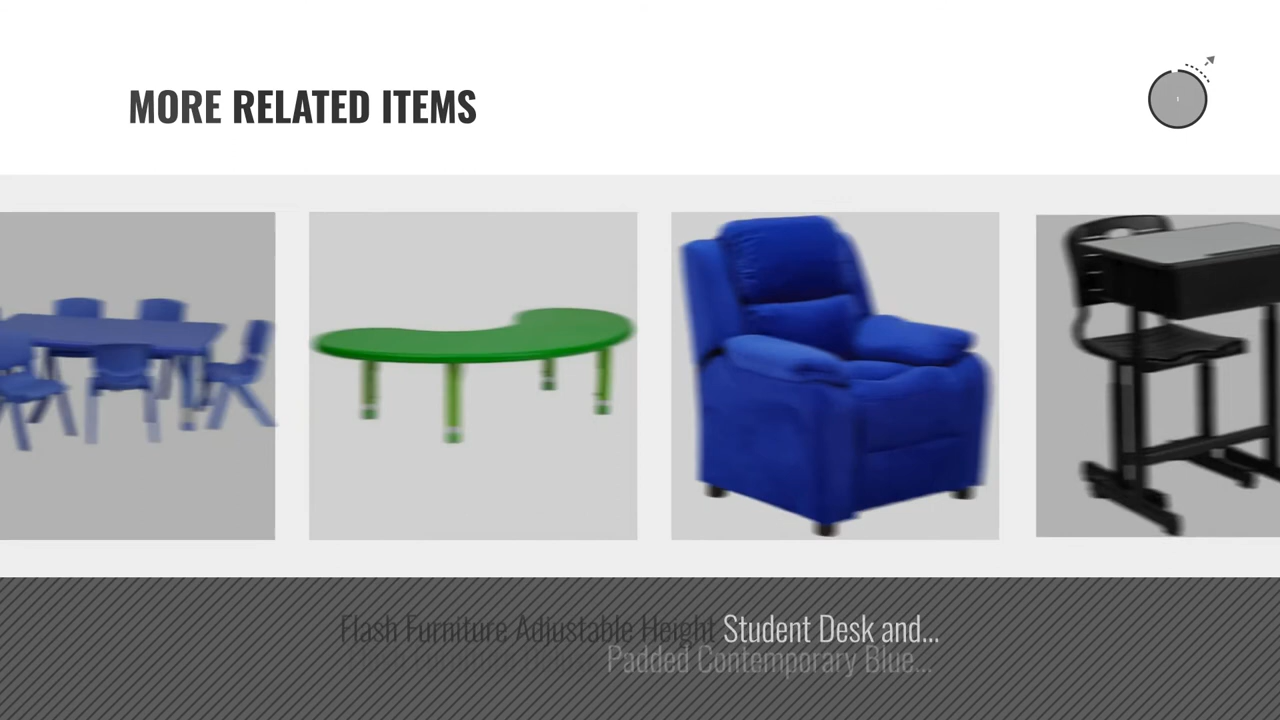 MORE RELATED ITEMS
Flash Furniture Adjustable Height Student Desk and...
Padded Contemporary Blue...